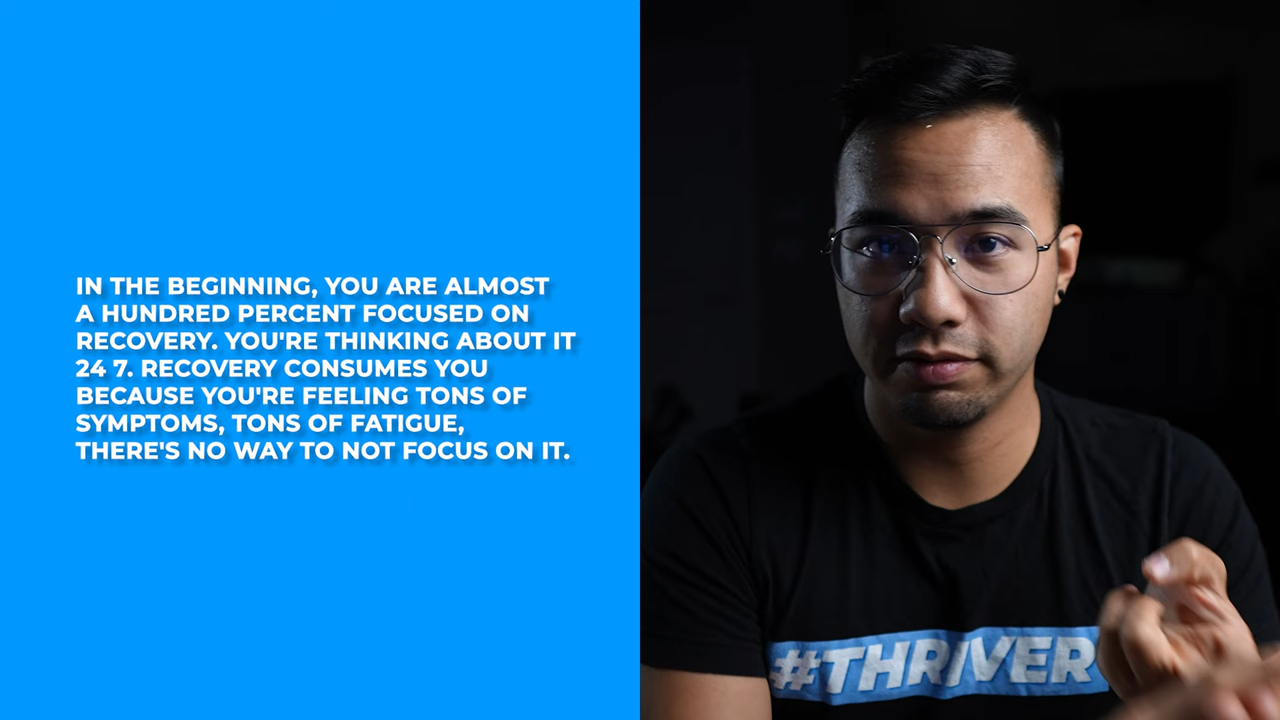 IN THE BEGINNING, YOU ARE ALMOST
A HUNDRED PERCENT FOCUSED ON
RECOVERY. YOU'RE THINKING ABOUT IT
24 7. RECOVERY CONSUMES YOU
BECAUSE YOU'RE FEELING TONS OF
SYMPTOMS, TONS OF FATIGUE,
THERE'S NO WAY TO NOT FOCUS ON IT.
#THRIVER